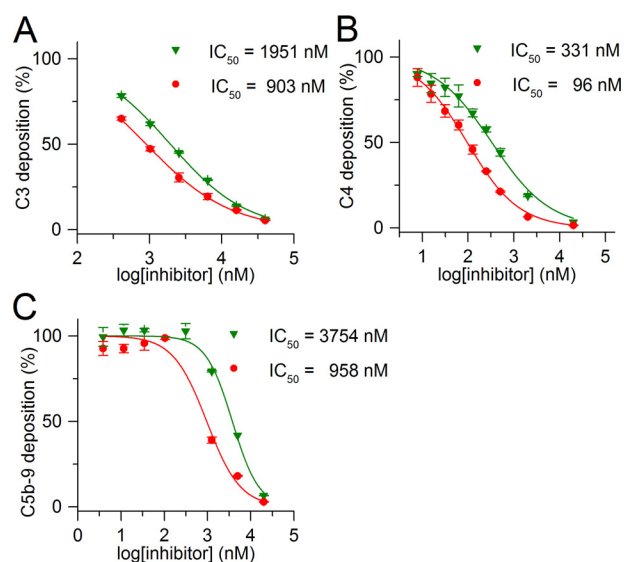 A
C3 deposition (%)
100
50
0
2
3
4
5
log[inhibitor] (nM)
IC50 = 1951 nM
IC50 = 903 nM
B
C4 deposition (%)
100
50
0
1
2
3
4
5
log[inhibitor] (nM)
IC50 = 331 nM
IC50 = 96 nM
C
C5b-9 deposition (%)
100
50
0
0
1
2
3
4
5
log[inhibitor] (nM)
IC50 = 3754 nM
IC50 = 958 nM